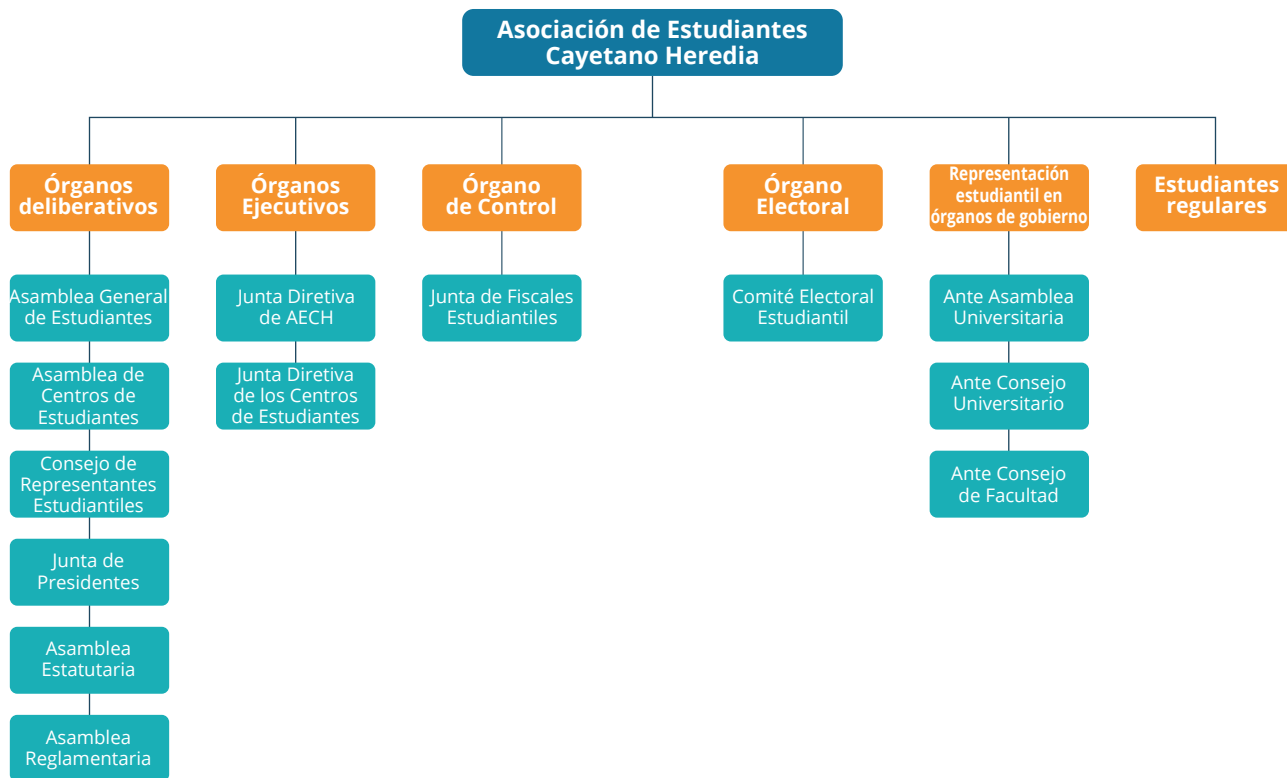 Asociación de Estudiantes
Cayetano Heredia
Órganos
deliberativos
Asamblea General
de Estudiantes
Asamblea de
Centros de
Estudiantes
Consejo de
Representantes
Estudiantiles
Junta de
Presidentes
Asamblea
Estatutaria
Asamblea
Reglamentaria
Órganos
Ejecutivos
Junta Diretiva
de AECH
Junta Diretiva
de los Centros
de Estudiantes
Órgano
de Control
Junta de Fiscales
Estudiantiles
Órgano
Electoral
Comité Electoral
Estudiantil
Representación
estudiantil en
órganos de gobierno
Ante Asamblea
Universitaria
Ante Consejo
Universitario
Ante Consejo
de Facultad
Estudiantes
regulares